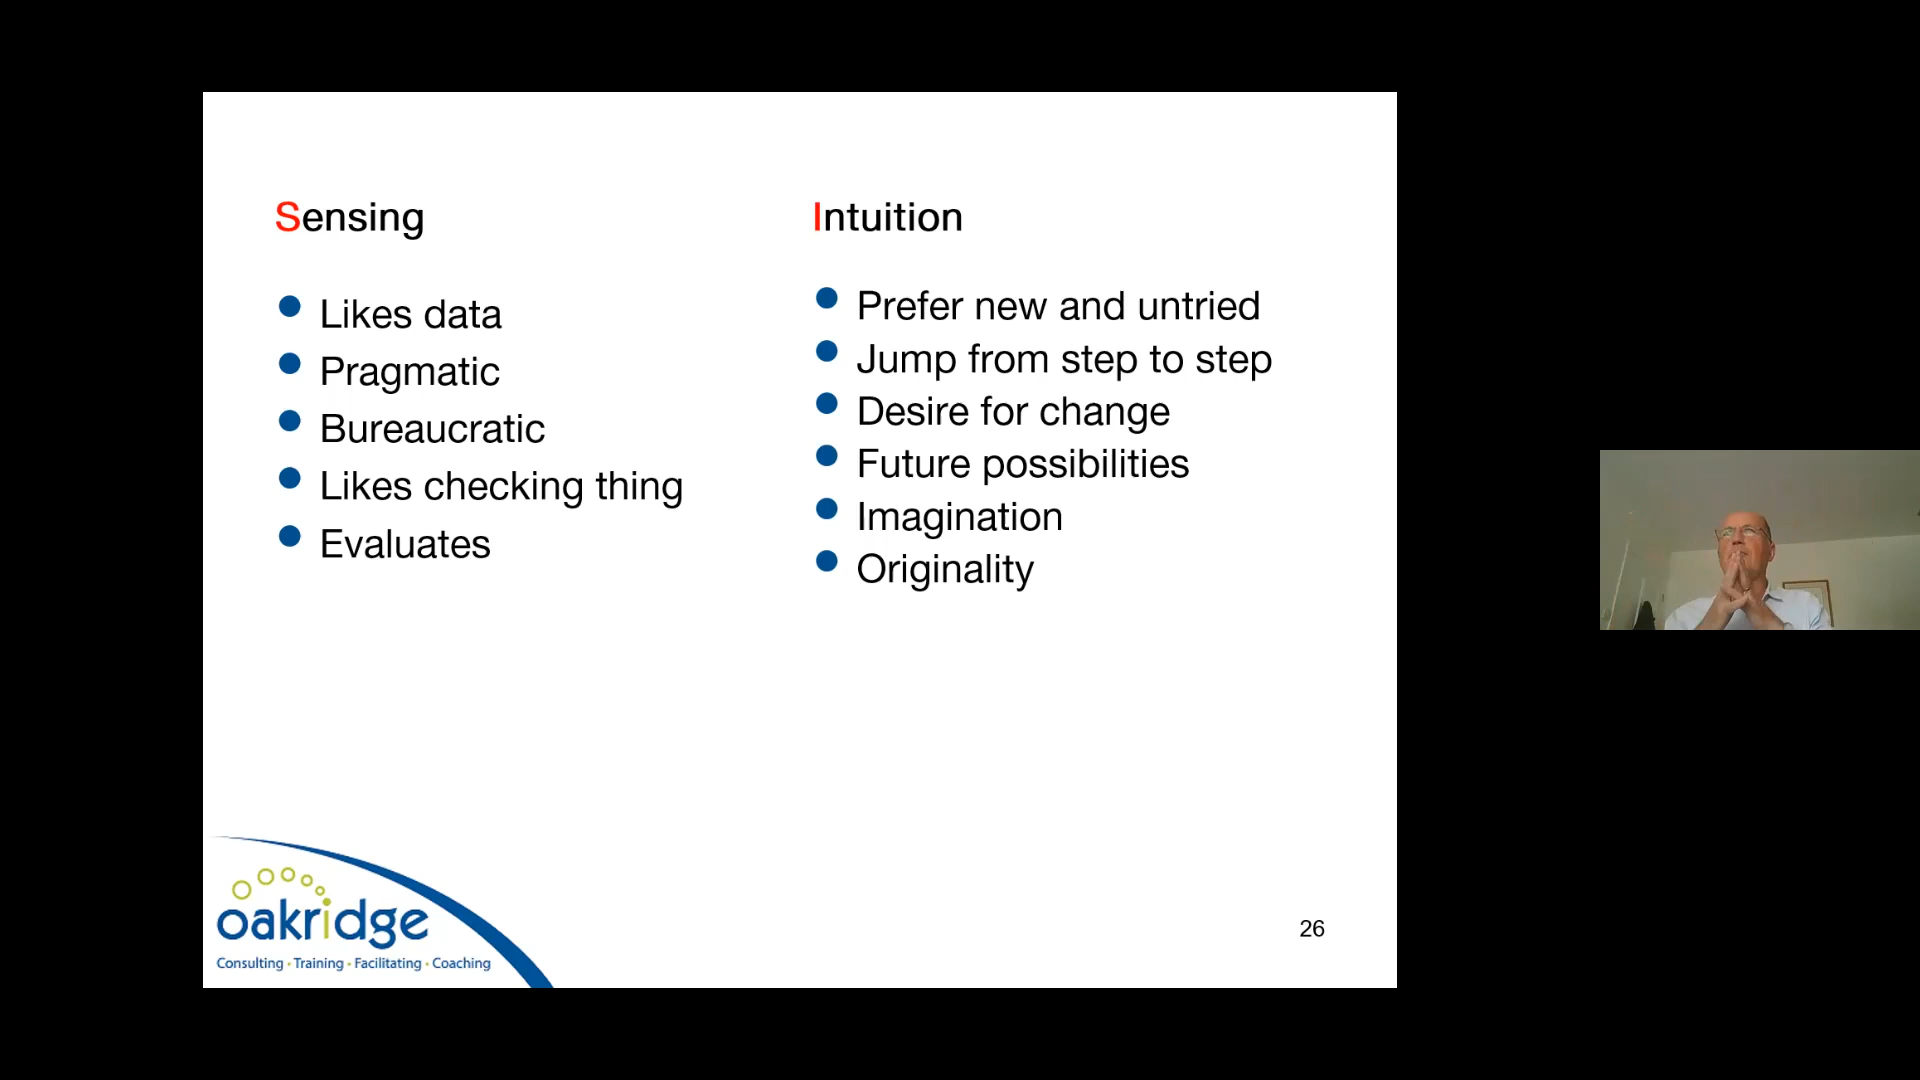 Sensing
Likes data
Pragmatic
Bureaucratic
Likes checking thing
Evaluates
Intuition
Prefer new and untried
Jump from step to step
Desire for change
Future possibilities
Imagination
Originality
oakridge
Consulting · Training · Facilitating · Coaching
26